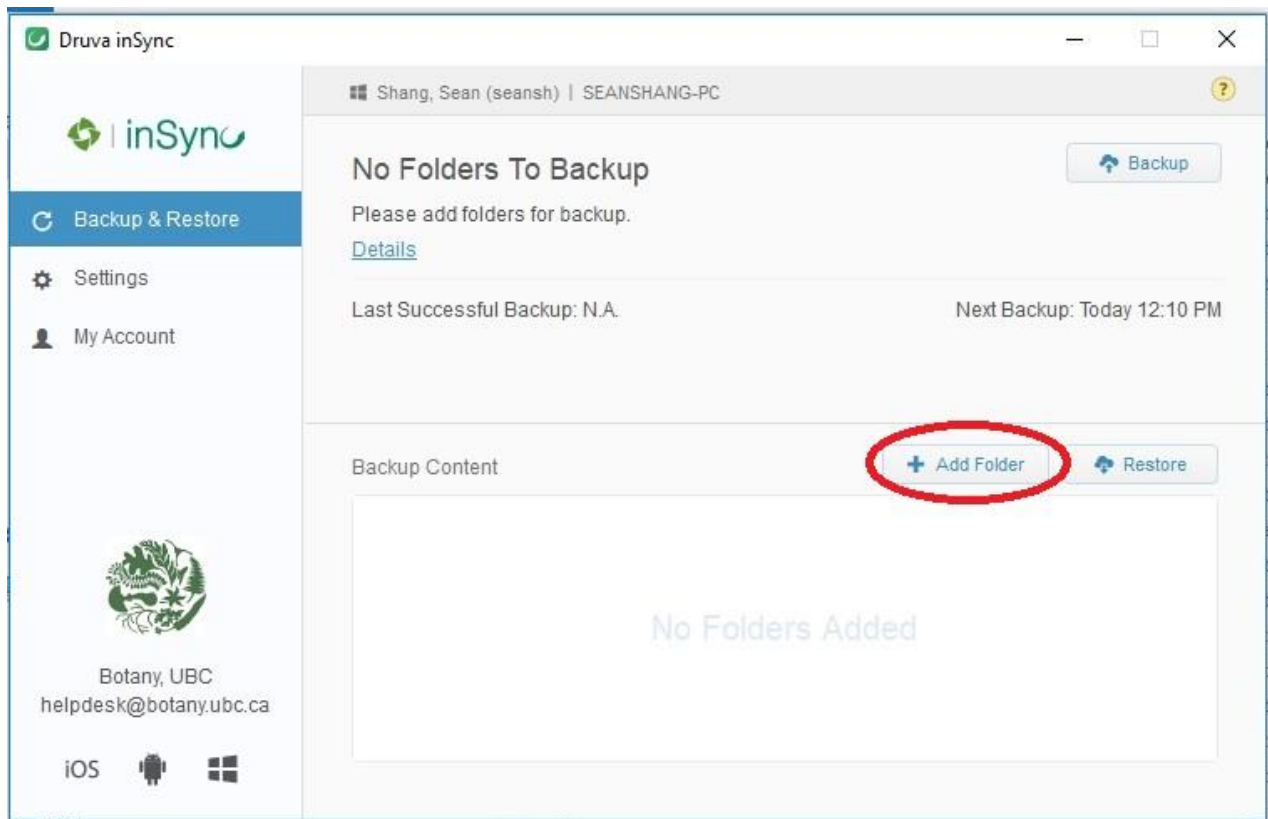 Druva inSync
Shang, Sean (seansh) | SEANSHANG-PC
?
inSync
No Folders To Backup
Backup
Backup & Restore
Please add folders for backup.
Details
Settings
Last Successful Backup: N.A.
Next Backup: Today 12:10 PM
My Account
Backup Content
Add Folder
Restore
No Folders Added
Botany, UBC
helpdesk@botany.ubc.ca
iOS